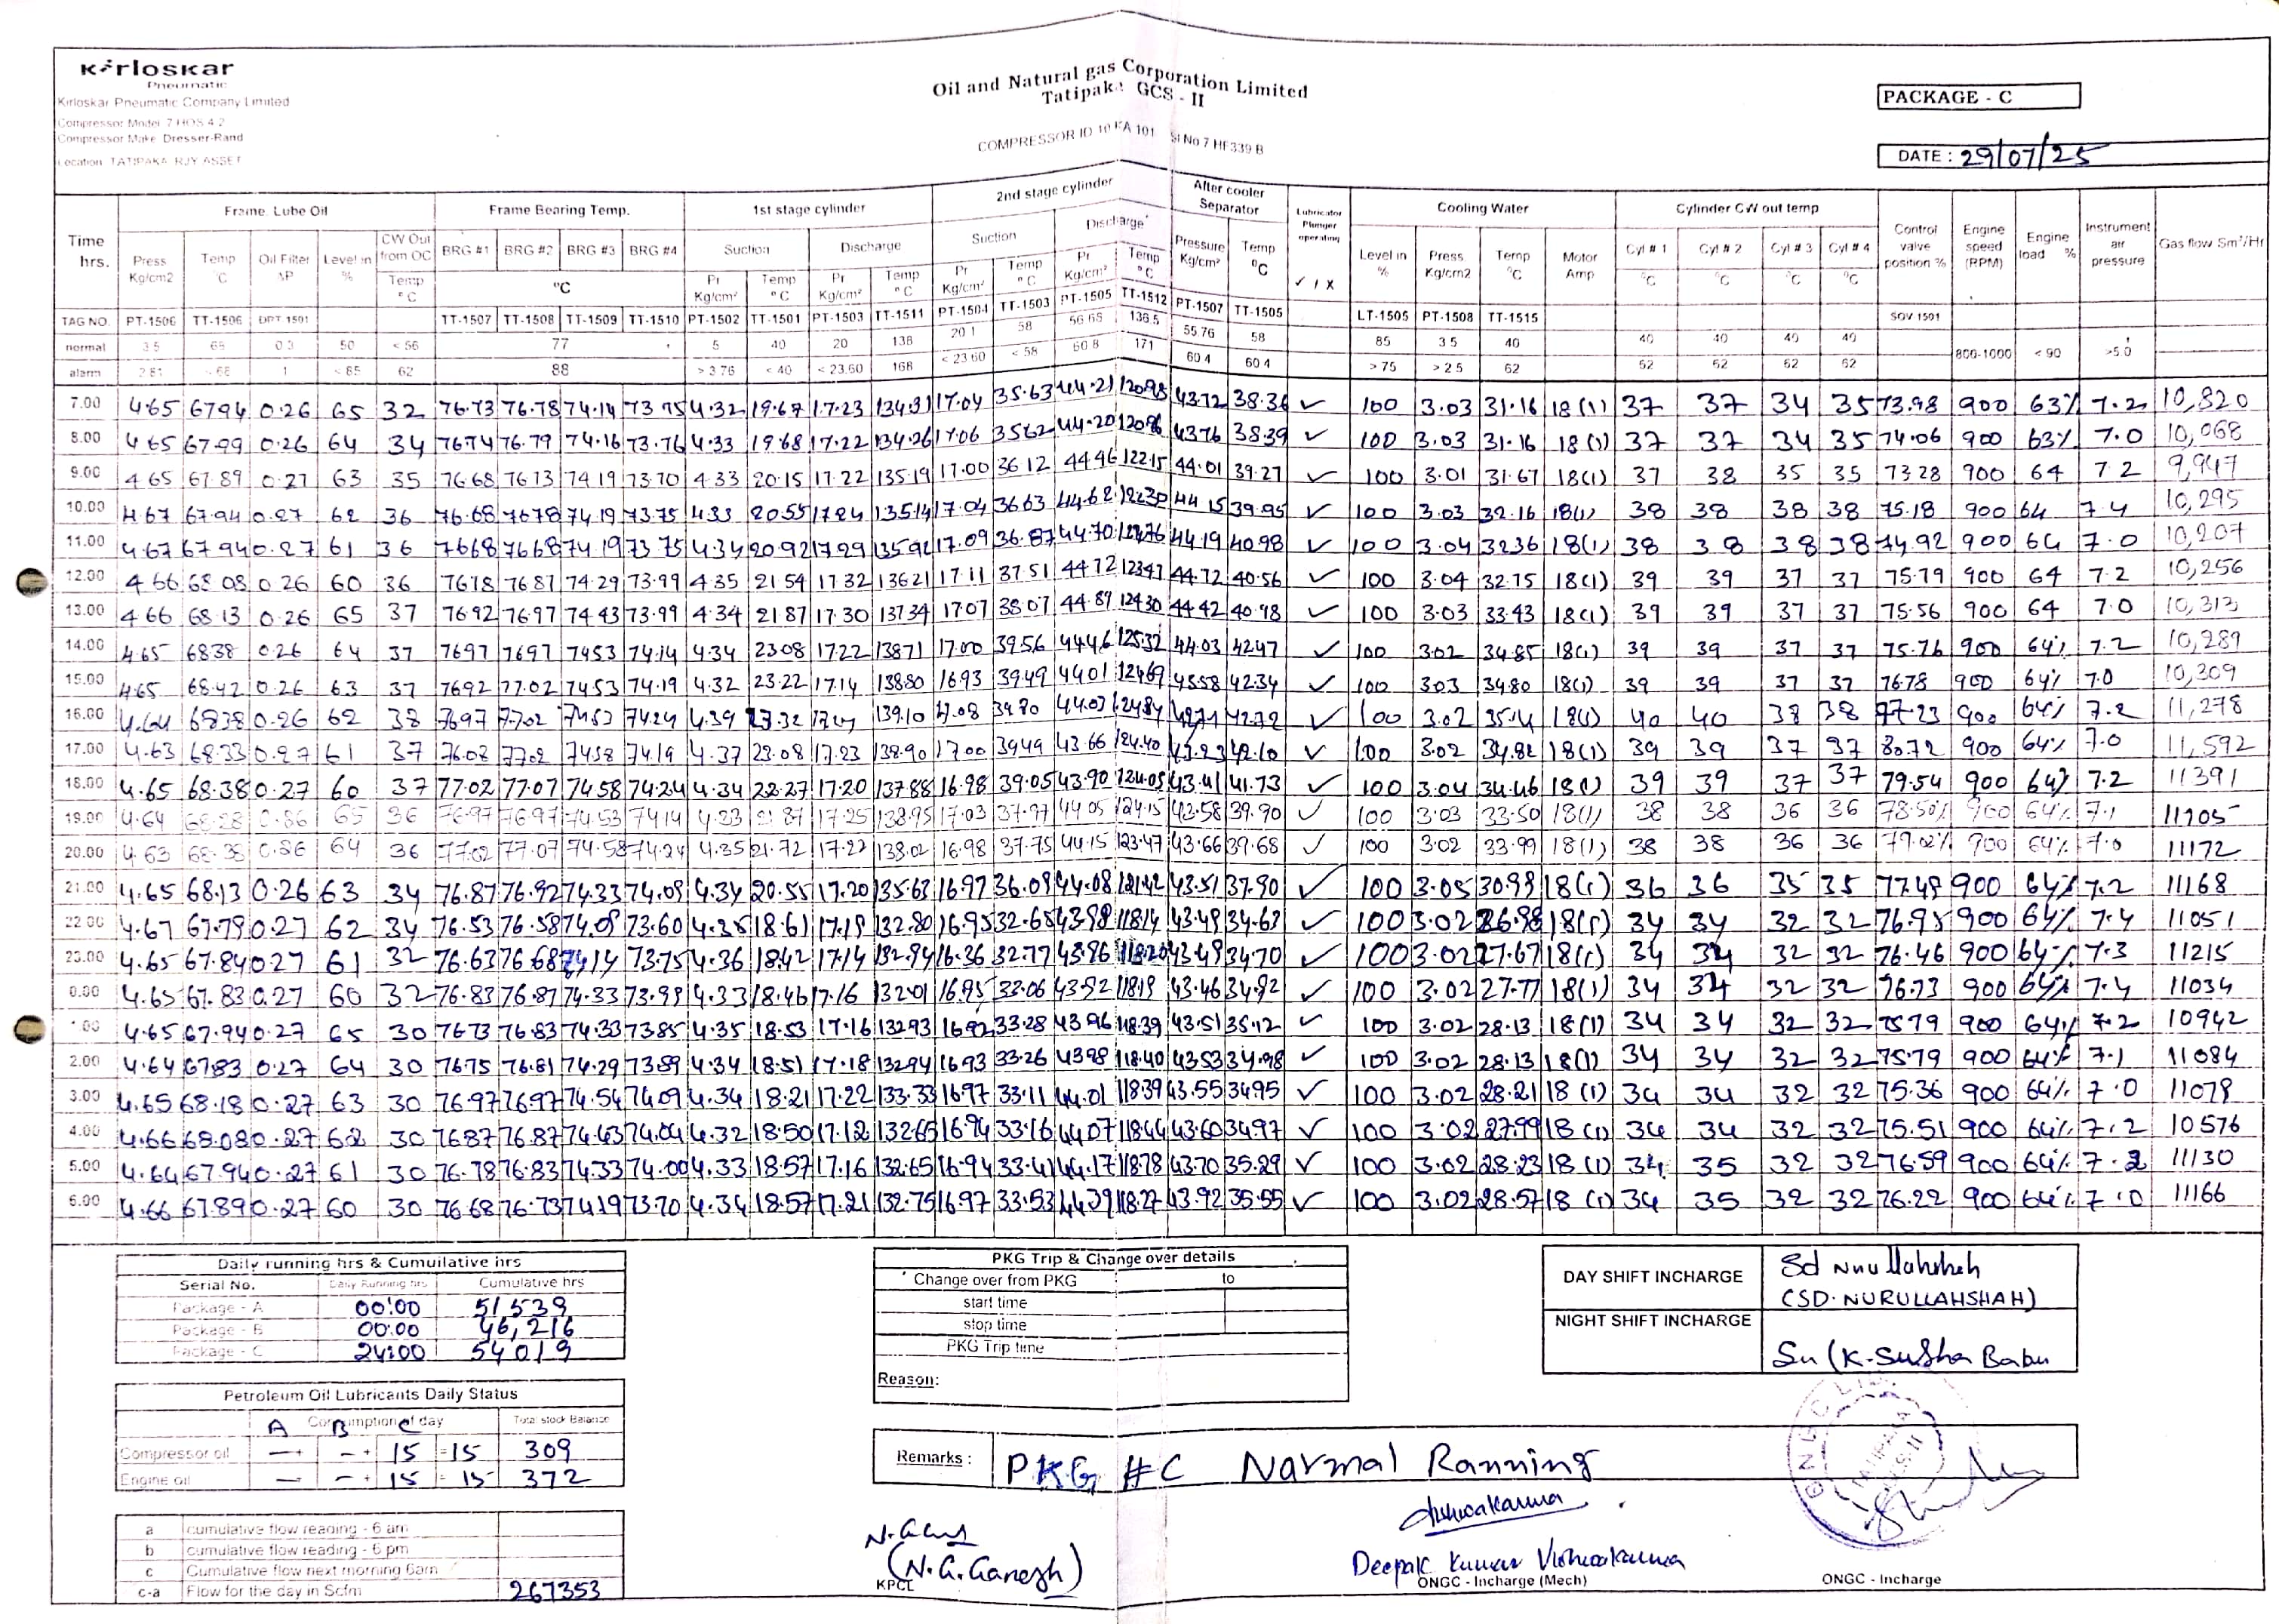 Kirloskar
Pneumatic
Kirloskar Pneumatic Company Limited
Compressor Model 7 HOS 4 2
Compressor Make Dresser-Rand
Location TATIPAKA RJY ASSET
Oil and Natural gas Corporation Limited
Tatipaka GCS - II
COMPRESSOR ID 10 KA 101 Sl No 7 HF339 B
PACKAGE - C
DATE : 29/07/25
Time hrs. Frame Lube Oil Frame Bearing Temp. 1st stage cylinder 2nd stage cylinder After cooler Separator Lubricator Plunger operating Cooling Water Cylinder CW out temp Control valve position % Engine speed (RPM) Engine load % Instrument air pressure Gas flow Sm³/Hr
Suction Discharge Suction Discharge
Press Kg/cm2 Temp °C Oil Filter ΔP Level in % CW Out from OC Temp °C BRG #1 BRG #2 BRG #3 BRG #4 °C Pr Kg/cm² Temp °C Pr Kg/cm² Temp °C Pr Kg/cm² Temp °C Pr Kg/cm² Temp °C Pressure Kg/cm² Temp °C ✓ / X Level in % Press Kg/cm2 Temp °C Motor Amp Cyl # 1 °C Cyl # 2 °C Cyl # 3 °C Cyl # 4 °C
TAG NO. PT-1506 TT-1506 DPT 1501 TT-1507 TT-1508 TT-1509 TT-1510 PT-1502 TT-1501 PT-1503 TT-1511 PT-1504 TT-1503 PT-1505 TT-1512 PT-1507 TT-1505 LT-1505 PT-1508 TT-1515 SOV 1501
normal 3.5 65 0.3 50 < 56 77 5 40 20 138 20 1 58 56 65 136.5 55.76 58 85 3 5 40 40 40 40 40 800-1000 < 90 >5.0
alarm 2 81 < 68 1 < 85 62 88 > 3 76 < 40 < 23.60 168 < 23 60 < 58 60 8 171 60 4 60 4 > 75 > 2 5 62 62 62 62 62
7.00 4.65 67.94 0.26 65 32 76.73 76.78 74.14 73.95 4.32 19.67 17.23 134.31 17.04 35.63 44.21 120.98 43.72 38.36 ✓ 100 3.03 31.16 18(1) 37 37 34 35 73.98 900 63% 7.2 10,820
8.00 4.65 67.99 0.26 64 34 76.74 76.79 74.16 73.76 4.33 19.68 17.22 134.26 17.06 35.62 44.20 120.96 43.76 38.39 ✓ 100 3.03 31.16 18(1) 37 37 34 35 74.06 900 63% 7.0 10,068
9.00 4.65 67.89 0.27 63 35 76.68 76.73 74.19 73.70 4.33 20.15 17.22 135.19 17.00 36.12 44.46 122.15 44.01 39.27 ✓ 100 3.01 31.67 18(1) 37 38 35 35 73.28 900 64 7.2 9,947
10.00 4.67 67.94 0.27 62 36 76.68 76.78 74.19 73.75 4.33 20.55 17.24 135.14 17.04 36.63 44.62 122.30 44.15 39.95 ✓ 100 3.03 32.16 18(1) 38 38 38 38 75.18 900 64 7.4 10,295
11.00 4.67 67.94 0.27 61 36 76.68 76.68 74.19 73.75 4.34 20.92 17.29 135.92 17.09 36.87 44.70 44.19 40.98 ✓ 100 3.04 32.36 18(1) 38 38 38 38 74.92 900 64 7.0 10,207
12.00 4.66 68.08 0.26 60 36 76.78 76.87 74.29 73.99 4.35 21.54 17.32 136.21 17.11 37.51 44.72 123.47 44.72 40.56 ✓ 100 3.04 32.75 18(1) 39 39 37 37 75.79 900 64 7.2 10,256
13.00 4.66 68.13 0.26 65 37 76.92 76.97 74.43 73.99 4.34 21.87 17.30 137.34 17.07 38.07 44.89 124.30 44.42 40.98 ✓ 100 3.03 33.43 18(1) 39 39 37 37 75.56 900 64 7.0 10,313
14.00 4.65 68.38 0.26 64 37 76.97 76.97 74.53 74.14 4.34 23.08 17.22 138.71 17.00 39.56 44.46 125.32 44.03 42.47 ✓ 100 3.02 34.85 18(1) 39 39 37 37 75.76 900 64% 7.2 10,289
15.00 4.65 68.42 0.26 63 37 76.92 77.02 74.53 74.19 4.32 23.22 17.14 138.80 16.93 39.49 44.01 124.69 45.58 42.34 ✓ 100 3.03 34.80 18(1) 39 39 37 37 76.78 900 64% 7.0 10,309
16.00 4.64 68.38 0.26 62 38 76.97 77.02 74.53 74.24 4.39 23.32 139.10 17.08 39.80 44.03 124.84 42.72 ✓ 100 3.02 35.14 18(1) 40 40 38 38 77.23 900 64% 7.2 11,278
17.00 4.63 68.33 0.27 61 37 76.02 77.02 74.58 74.19 4.37 23.08 17.23 138.90 17.00 39.49 43.66 124.40 43.23 42.10 ✓ 100 3.02 34.82 18(1) 39 39 37 37 80.72 900 64% 7.0 11,592
18.00 4.65 68.38 0.27 60 37 77.02 77.07 74.58 74.24 4.34 22.27 17.20 137.88 16.98 39.05 43.90 124.05 43.41 41.73 ✓ 100 3.04 34.46 18(1) 39 39 37 37 79.54 900 64% 7.2 11391
19.00 4.64 68.28 0.26 65 36 76.97 76.97 74.53 74.14 4.33 21.87 17.25 138.95 17.03 37.97 44.05 124.15 43.58 39.90 ✓ 100 3.03 33.50 18(1) 38 38 36 36 78.50% 900 64% 7.1 11205
20.00 4.63 68.38 0.26 64 36 77.02 77.07 74.58 74.24 4.35 21.72 17.22 138.02 16.98 37.75 44.15 123.47 43.66 39.68 ✓ 100 3.02 33.99 18(1) 38 38 36 36 79.02% 900 64% 7.0 11172
21.00 4.65 68.13 0.26 63 34 76.87 76.92 74.33 74.09 4.34 20.55 17.20 135.63 16.97 36.09 44.08 121.42 43.51 37.90 ✓ 100 3.05 30.99 18(1) 36 36 35 35 77.49 900 64% 7.2 11168
22.00 4.67 67.79 0.27 62 34 76.53 76.58 74.09 73.60 4.35 18.61 17.19 132.80 16.95 32.65 43.98 118.14 43.49 34.63 ✓ 100 3.02 26.98 18(1) 34 34 32 32 76.95 900 64% 7.4 11051
23.00 4.65 67.84 0.27 61 32 76.63 76.68 74.14 73.75 4.36 18.42 17.14 132.94 16.36 32.77 43.96 118.20 43.49 34.70 ✓ 100 3.02 27.67 18(1) 34 34 32 32 76.46 900 64% 7.3 11215
0.00 4.65 67.83 0.27 60 32 76.83 76.87 74.33 73.99 4.33 18.46 17.16 132.01 16.95 33.06 43.92 118.19 43.46 34.92 ✓ 100 3.02 27.77 18(1) 34 34 32 32 76.73 900 64% 7.4 11034
1.00 4.65 67.94 0.27 65 30 76.73 76.83 74.33 73.85 4.35 18.53 17.16 132.93 16.92 33.28 43.96 118.39 43.51 35.12 ✓ 100 3.02 28.13 18(1) 34 34 32 32 75.79 900 64% 7.2 10942
2.00 4.64 67.83 0.27 64 30 76.75 76.81 74.29 73.89 4.34 18.51 17.18 132.94 16.93 33.26 43.98 118.40 43.53 34.98 ✓ 100 3.02 28.13 18(1) 34 34 32 32 75.79 900 64% 7.1 11084
3.00 4.65 68.18 0.27 63 30 76.97 76.97 74.54 74.09 4.34 18.21 17.22 133.33 16.97 33.11 44.01 118.39 43.55 34.95 ✓ 100 3.02 28.21 18(1) 34 34 32 32 75.36 900 64% 7.0 11079
4.00 4.66 68.08 0.27 62 30 76.87 76.87 74.43 74.04 4.32 18.50 17.12 132.65 16.94 33.16 44.07 118.44 43.60 34.97 ✓ 100 3.02 27.99 18(1) 34 34 32 32 75.51 900 64% 7.2 10576
5.00 4.64 67.94 0.27 61 30 76.78 76.83 74.33 74.00 4.33 18.57 17.16 132.65 16.94 33.41 44.17 118.78 43.70 35.29 ✓ 100 3.02 28.23 18(1) 34 35 32 32 76.59 900 64% 7.2 11130
6.00 4.66 67.89 0.27 60 30 76.68 76.73 74.19 73.70 4.34 18.57 17.21 132.75 16.97 33.53 44.39 118.27 43.92 35.55 ✓ 100 3.02 28.57 18(1) 34 35 32 32 76.22 900 64% 7.0 11166
Daily running hrs & Cumulative hrs
Serial No. Daily Running hrs Cumulative hrs
Package - A 00:00 51,539
Package - B 00.00 46,216
Package - C 24:00 54019
Petroleum Oil Lubricants Daily Status
Consumption of day Total stock Balance
A B C
Compressor oil — + - + 15 = 15 309
Engine oil — - + 15 = 15 372
a cumulative flow reading - 6 am
b cumulative flow reading - 6 pm
c Cumulative flow next morning 6am
c-a Flow for the day in Scfm 267353
PKG Trip & Change over details
Change over from PKG to
start time
stop time
PKG Trip time
Reason:
DAY SHIFT INCHARGE
(SD. NURULLAHSHAH)
NIGHT SHIFT INCHARGE
(K. Susha Babu
Remarks : PKG #C Narmal Ranning
(N.G. Ganesh)
KPCL
Vishwakarma
Deepak Kumar Vishwakarma
ONGC - Incharge (Mech)
ONGC - Incharge